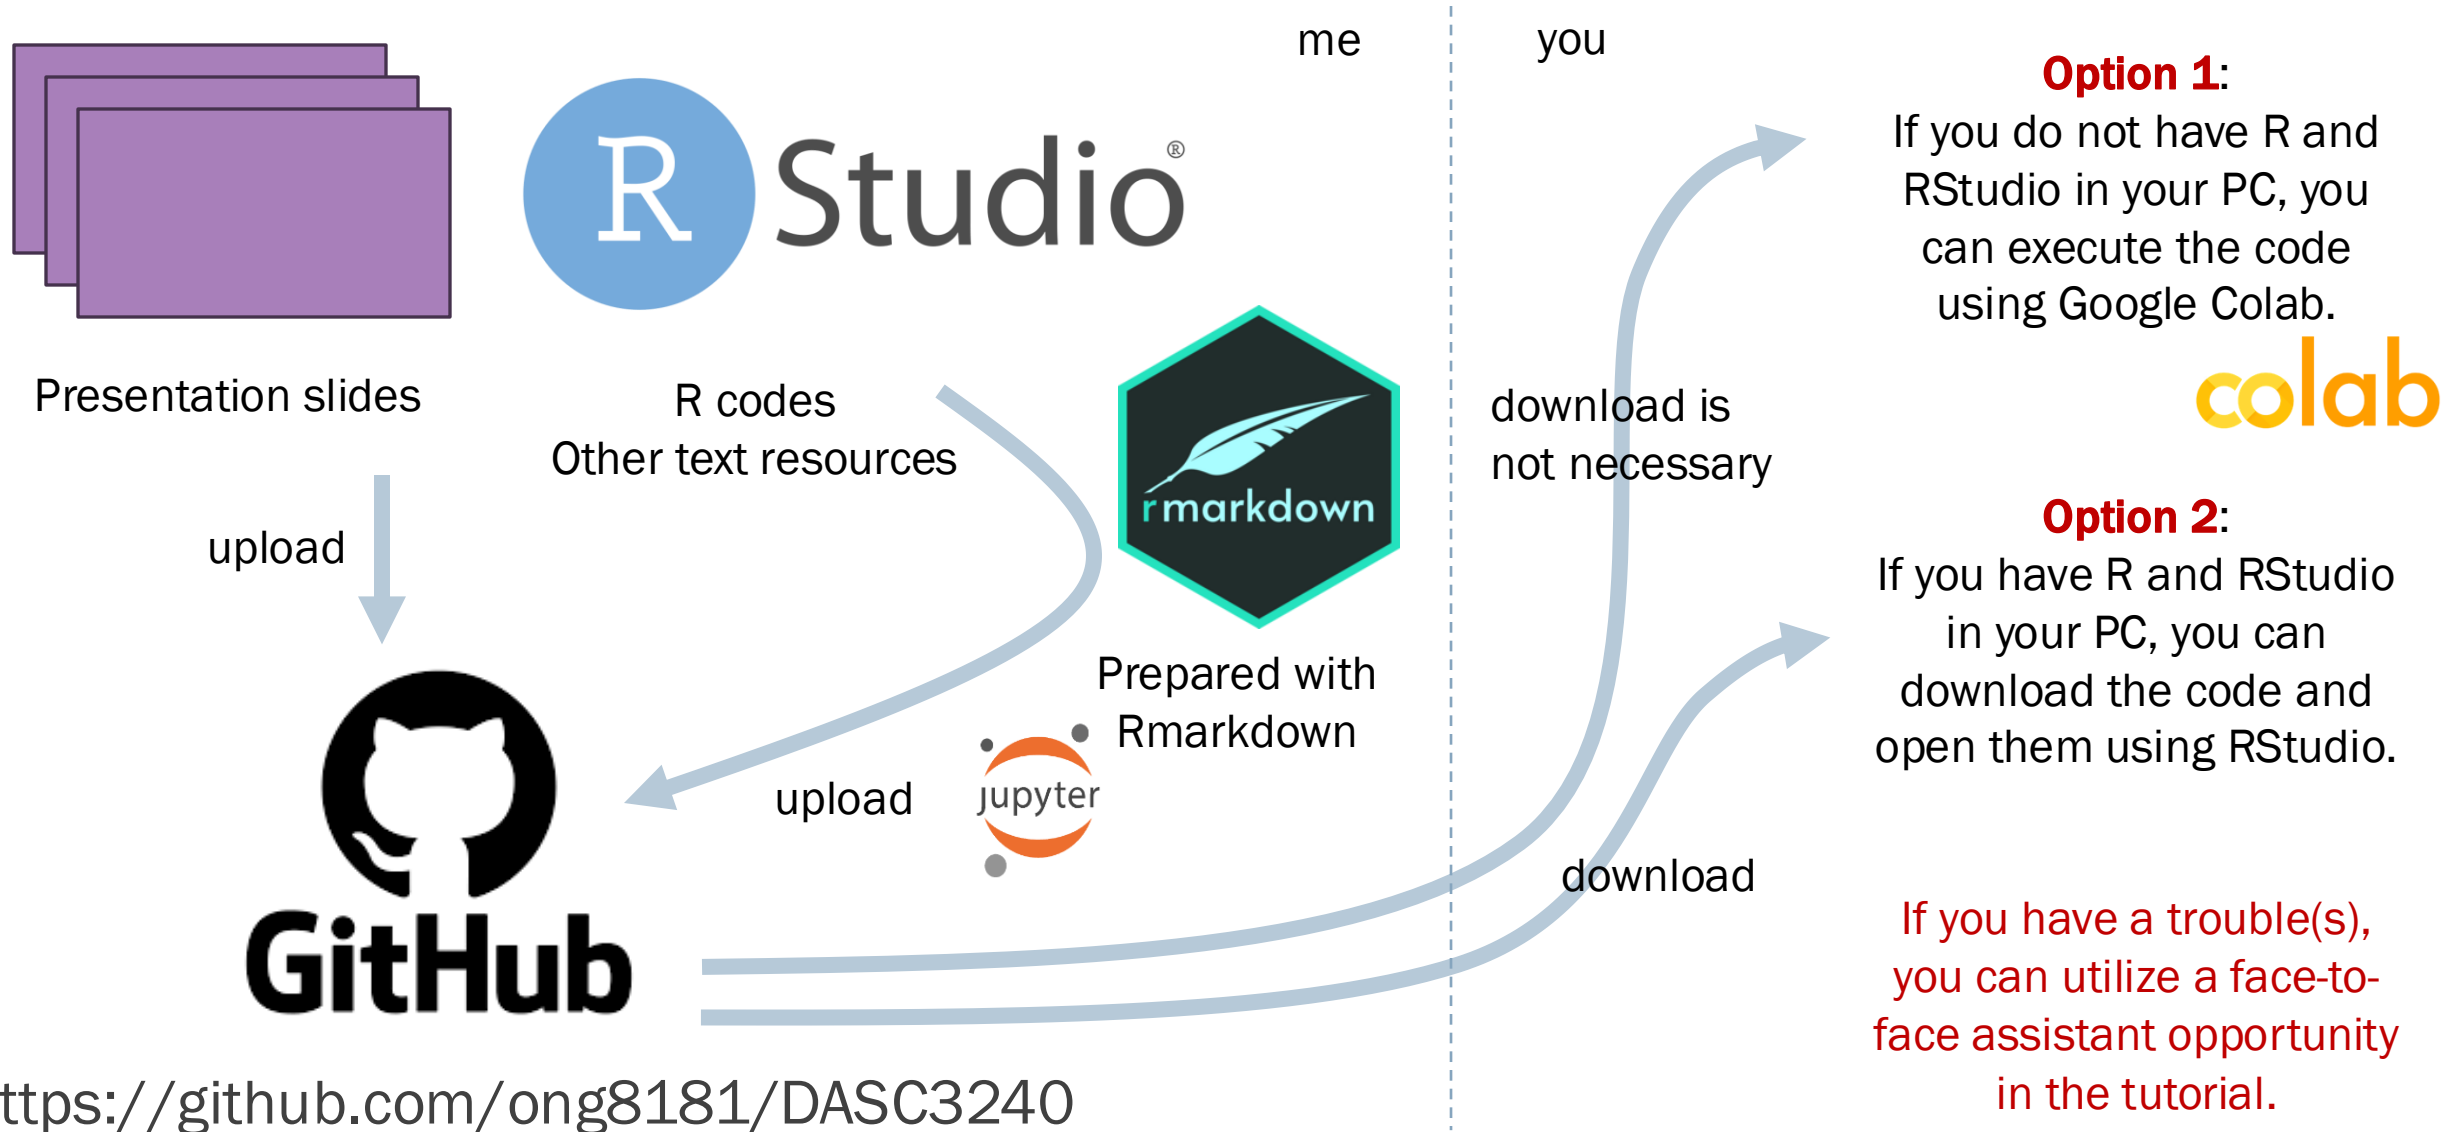 me
you
R Studio®
Presentation slides
R codes
Other text resources
rmarkdown
Prepared with
Rmarkdown
upload
upload
jupyter
GitHub
ttps://github.com/ong8181/DASC3240
download is
not necessary
download
Option 1:
If you do not have R and
RStudio in your PC, you
can execute the code
using Google Colab.
colab
Option 2:
If you have R and RStudio
in your PC, you can
download the code and
open them using RStudio.
If you have a trouble(s),
you can utilize a face-to-
face assistant opportunity
in the tutorial.